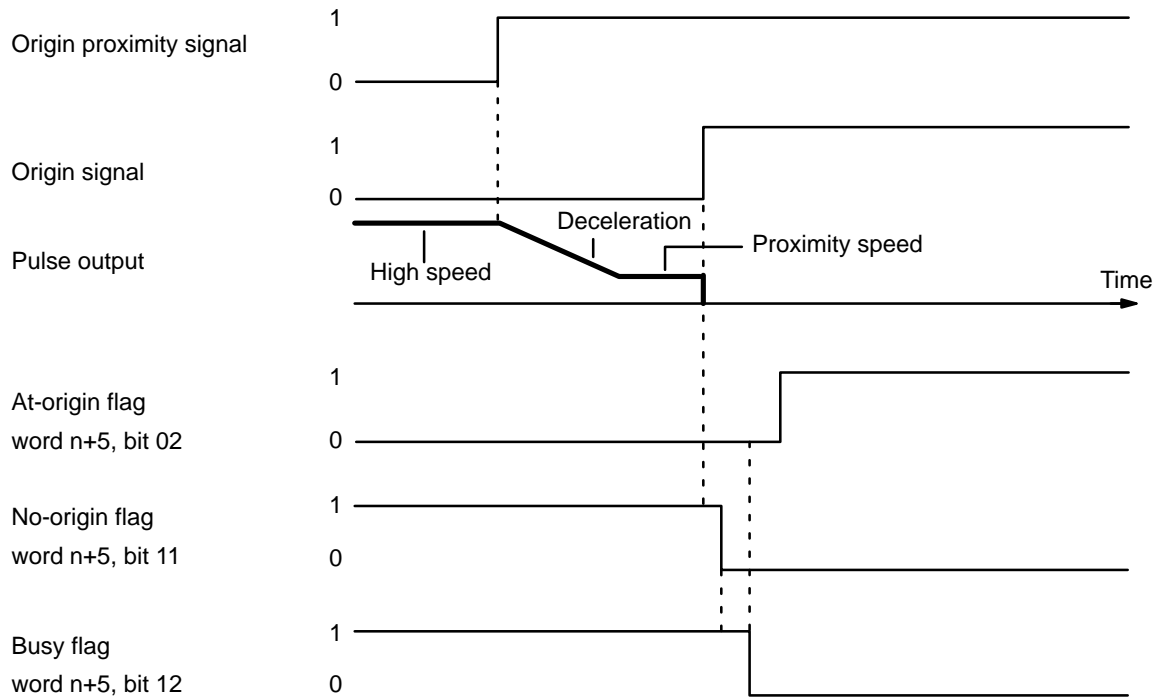 1
Origin proximity signal
0
1
Origin signal
0
Deceleration
Proximity speed
Pulse output
High speed
Time
1
At-origin flag
word n+5, bit 02
0
1
No-origin flag
word n+5, bit 11
0
1
Busy flag
word n+5, bit 12
0